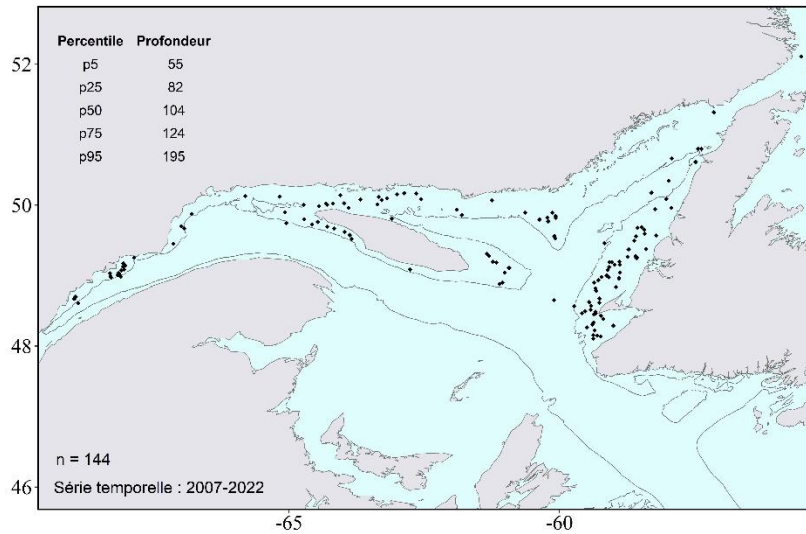 52
Percentile Profondeur
p5 55
p25 82
p50 104
p75 124
p95 195
50
48
n = 144
Série temporelle : 2007-2022
46
-65 -60